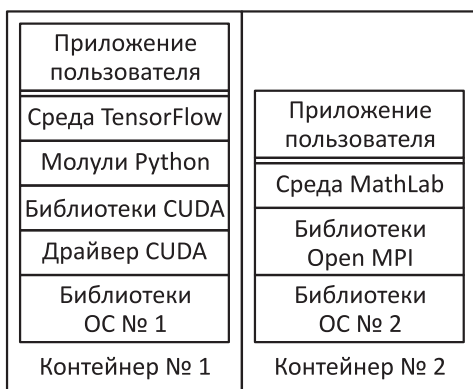 Приложение
пользователя
Среда TensorFlow
Молули Python
Библиотеки CUDA
Драйвер CUDA
Библиотеки
ОС № 1
Контейнер № 1
Приложение
пользователя
Среда MathLab
Библиотеки
Open MPI
Библиотеки
ОС № 2
Контейнер № 2